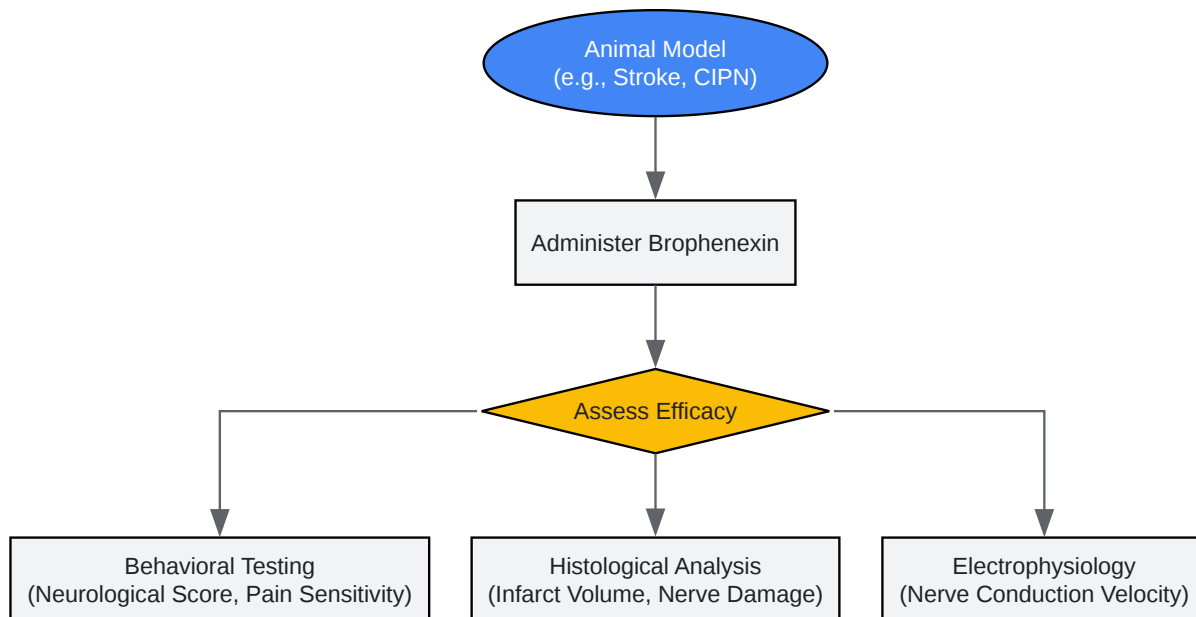 Animal Model
(e.g., Stroke, CIPN)
Administer Brophenexin
Assess Efficacy
Behavioral Testing
(Neurological Score, Pain Sensitivity)
Histological Analysis
(Infarct Volume, Nerve Damage)
Electrophysiology
(Nerve Conduction Velocity)